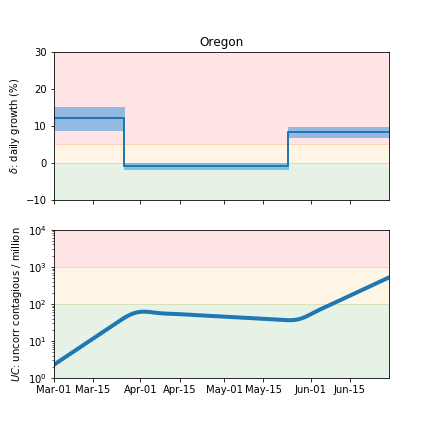 Oregon
δ: daily growth (%)
30
20
10
0
−10
UC: uncorr contagious / million
10⁴
10³
10²
10¹
10⁰
Mar-01 Mar-15 Apr-01 Apr-15 May-01 May-15 Jun-01 Jun-15